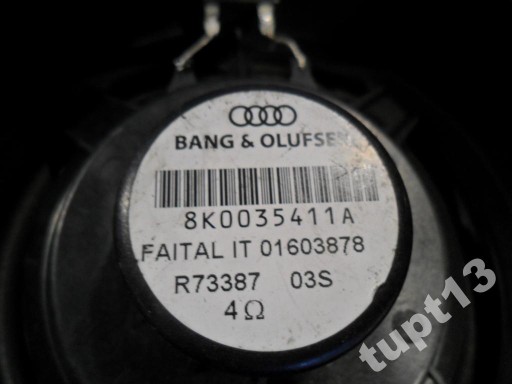 BANG & OLUFSEN
8K0035411A
FAITAL IT 01603878
R73387 03S
4Ω
tupt13